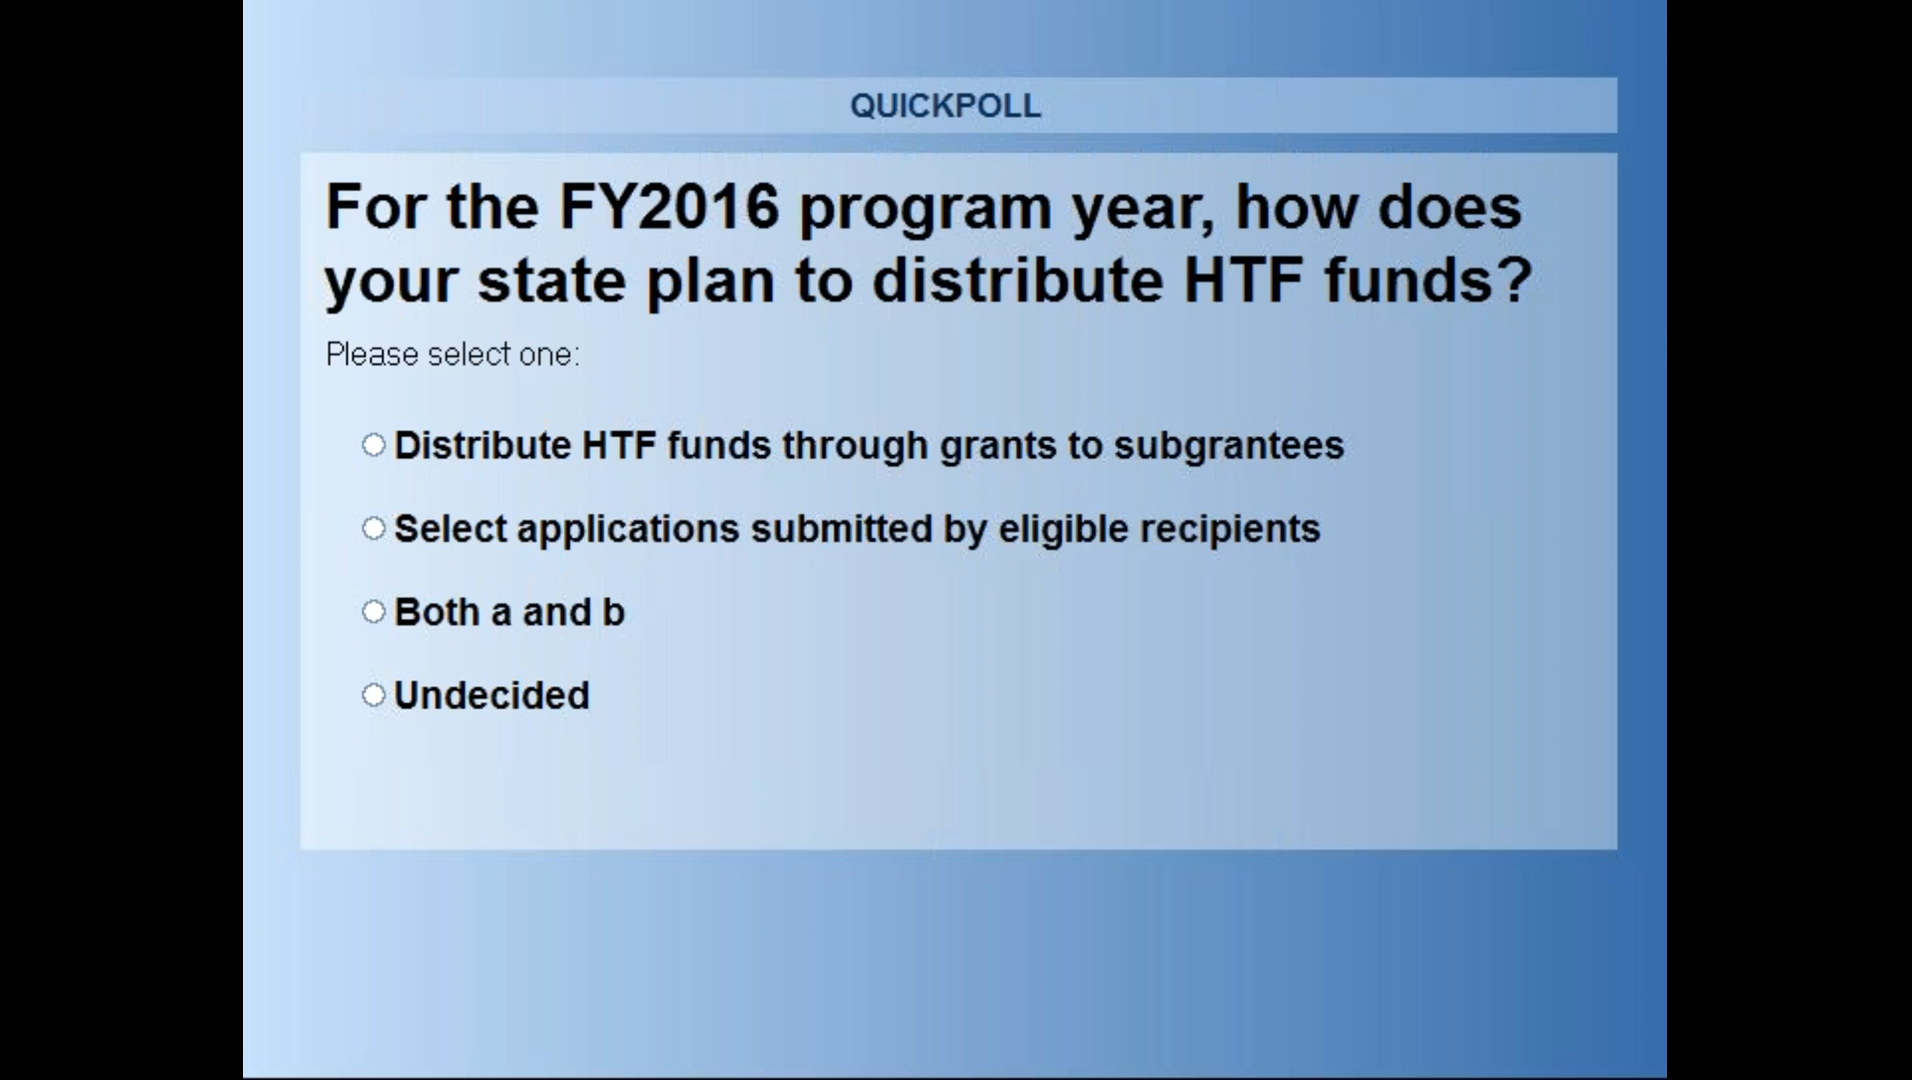 QUICKPOLL
For the FY2016 program year, how does
your state plan to distribute HTF funds?
Please select one:
Distribute HTF funds through grants to subgrantees
Select applications submitted by eligible recipients
Both a and b
Undecided